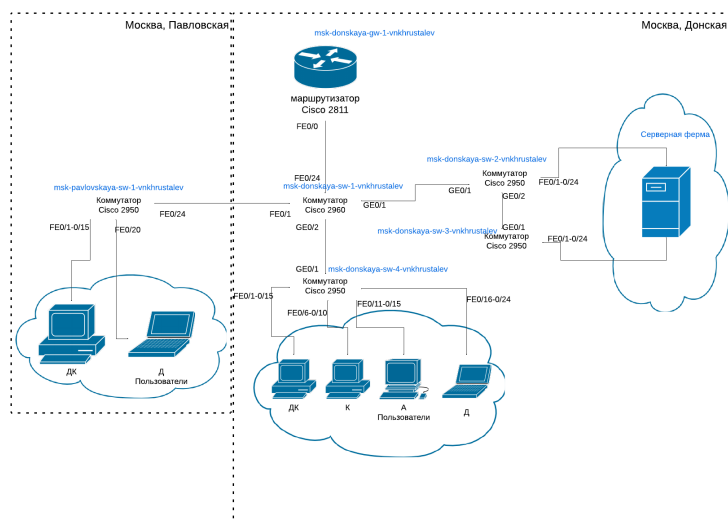 Москва, Павловская
Москва, Донская
msk-donskaya-gw-1-vnkhrustalev
маршрутизатор
Cisco 2811
FE0/0
FE0/24
msk-donskaya-sw-1-vnkhrustalev
Коммутатор
Cisco 2960
FE0/1
GE0/1
GE0/2
msk-pavlovskaya-sw-1-vnkhrustalev
Коммутатор
Cisco 2950
FE0/24
FE0/1-0/15
FE0/20
ДК
Д
Пользователи
msk-donskaya-sw-2-vnkhrustalev
Коммутатор
Cisco 2950
GE0/1
FE0/1-0/24
GE0/2
msk-donskaya-sw-3-vnkhrustalev
GE0/1
Коммутатор
Cisco 2950
FE0/1-0/24
Серверная ферма
GE0/1
msk-donskaya-sw-4-vnkhrustalev
Коммутатор
Cisco 2950
FE0/1-0/15
FE0/6-0/10
FE0/11-0/15
FE0/16-0/24
ДК
К
А
Д
Пользователи